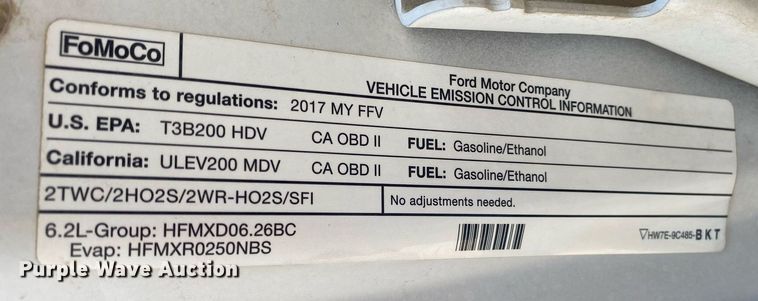 FoMoCo
Ford Motor Company
VEHICLE EMISSION CONTROL INFORMATION
Conforms to regulations: 2017 MY FFV
U.S. EPA: T3B200 HDV CA OBD II FUEL: Gasoline/Ethanol
California: ULEV200 MDV CA OBD II FUEL: Gasoline/Ethanol
2TWC/2HO2S/2WR-HO2S/SFI No adjustments needed.
6.2L-Group: HFMXD06.26BC
Evap: HFMXR0250NBS
HW7E-9C485-BKT
Purple Wave Auction